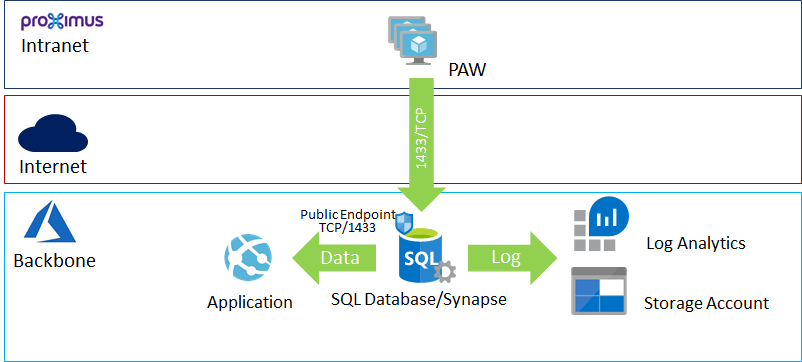 proximus
Intranet
PAW
1433/TCP
Internet
Backbone
Public Endpoint
TCP/1433
Data
SQL
Log
Application
SQL Database/Synapse
Log Analytics
Storage Account